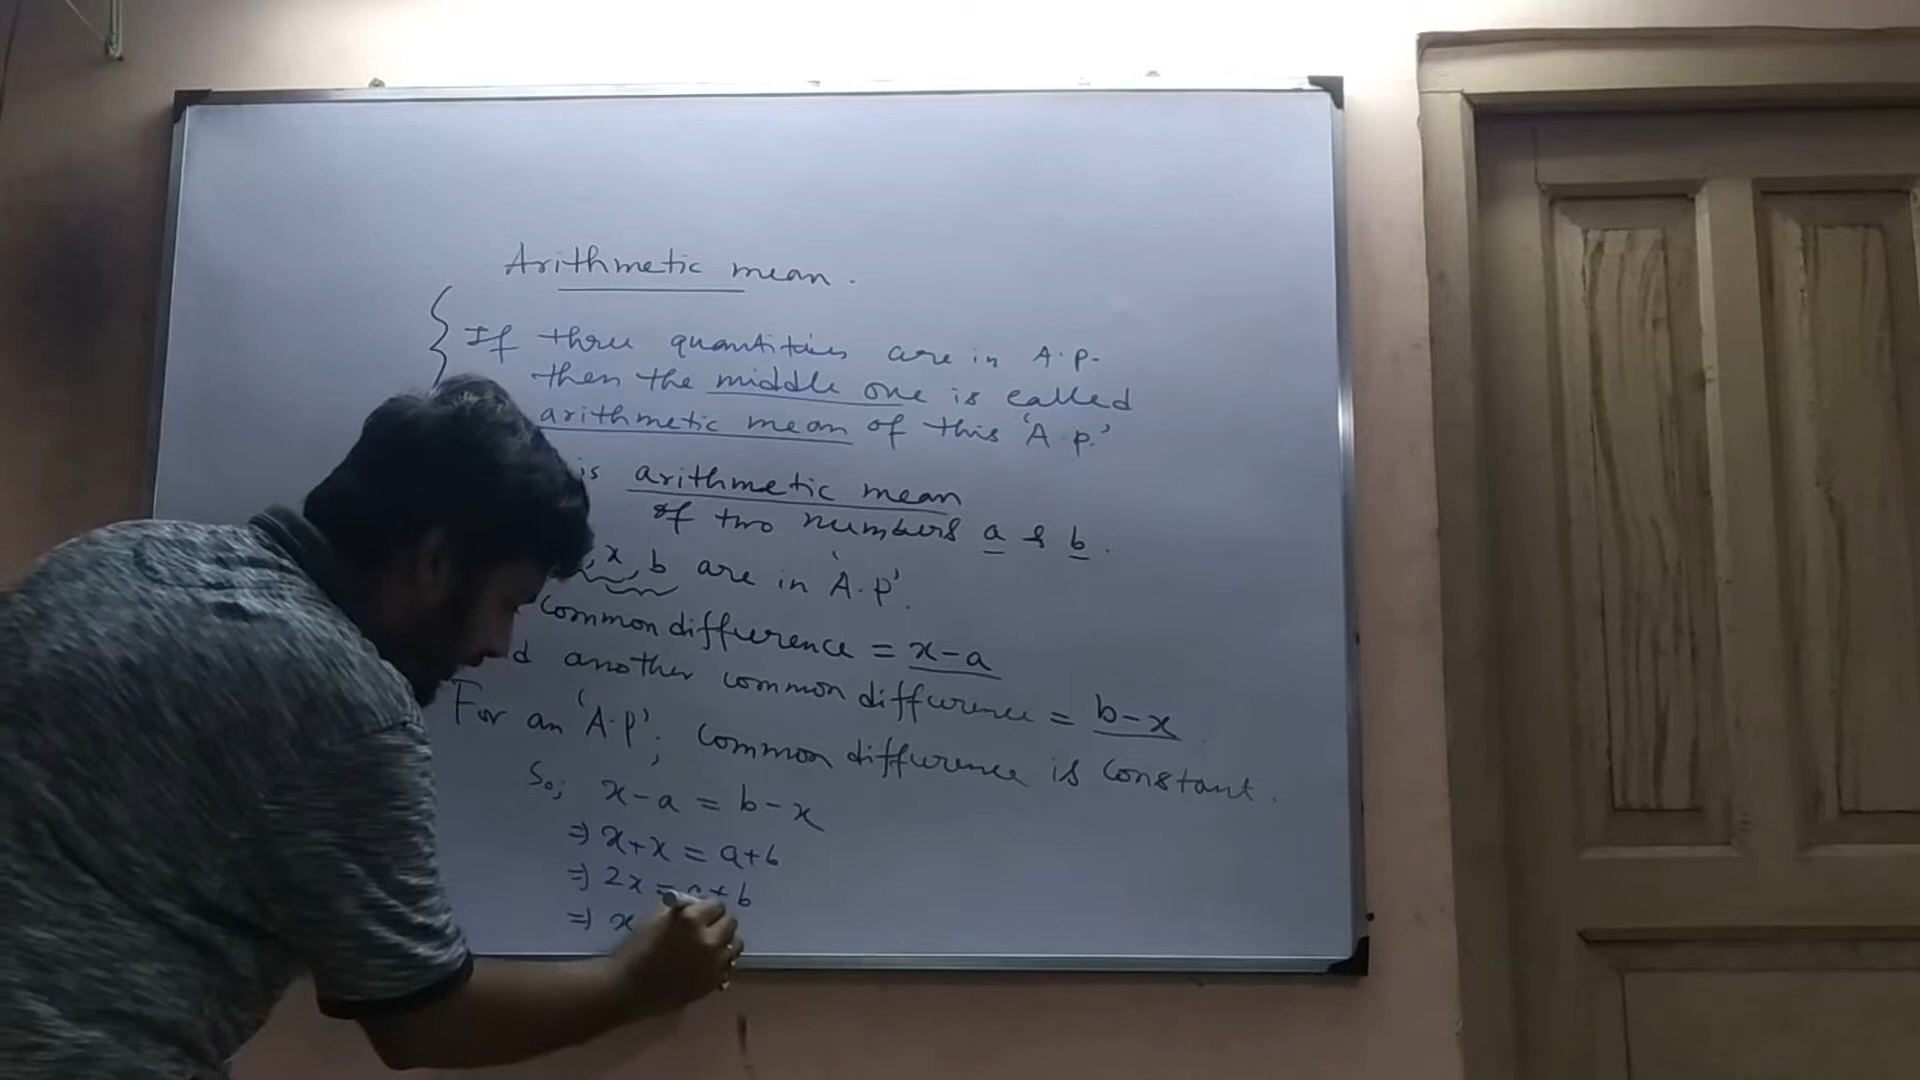 Arithmetic mean.
If three quantities are in A.P.
then the middle one is called
arithmetic mean of this 'A P.'
is arithmetic mean
of two numbers a & b.
, x, b are in 'A.P'.
common difference = x-a
another common difference = b-x
For an 'A.P'; common difference is constant.
So; x-a = b-x
⇒ x+x = a+b
⇒ 2x = a+b
⇒ x